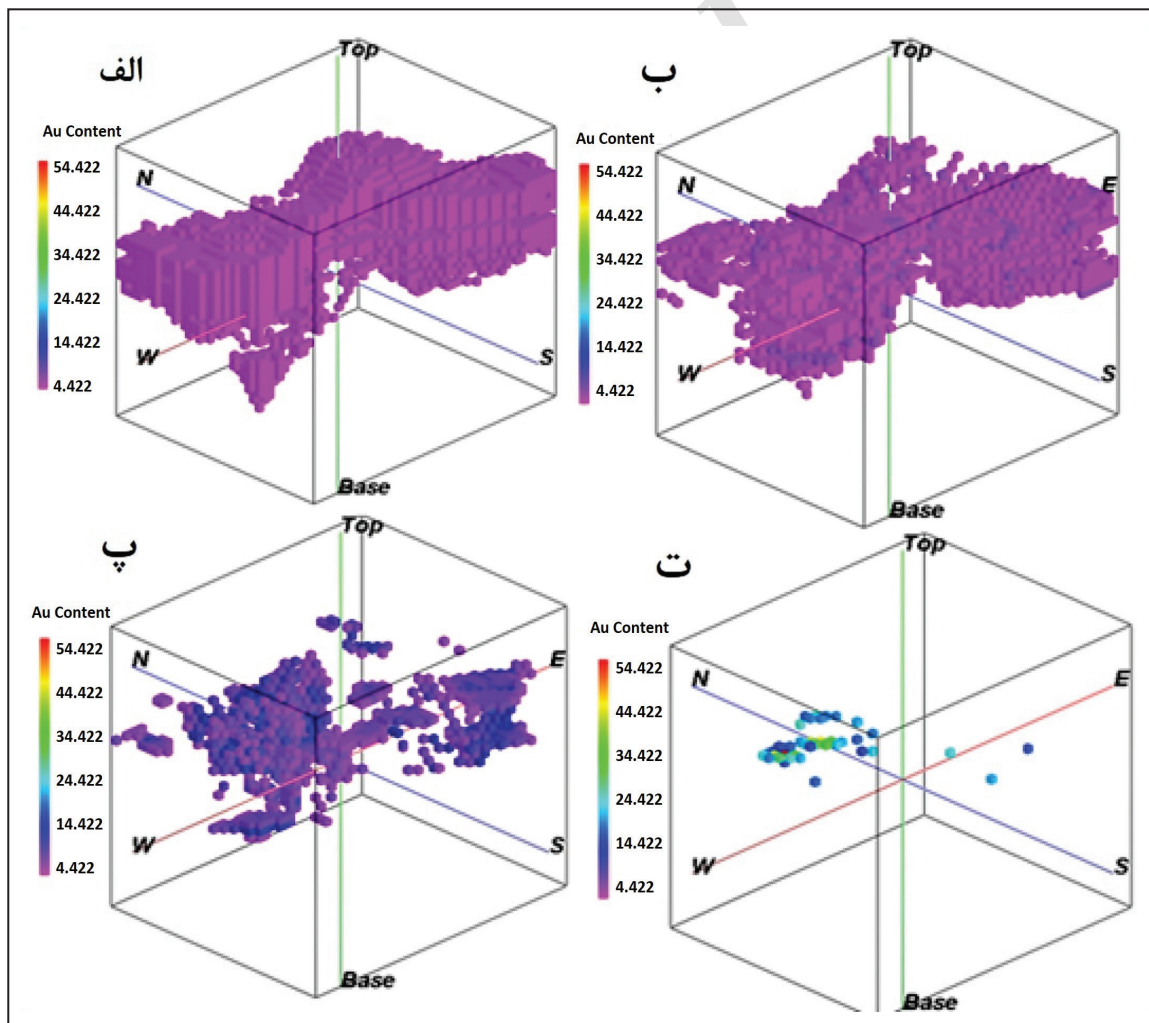 الف
Top
Au Content
54.422
44.422
34.422
24.422
14.422
4.422
N
W
S
Base
ب
Top
Au Content
54.422
44.422
34.422
24.422
14.422
4.422
N
E
W
S
Base
پ
Top
Au Content
54.422
44.422
34.422
24.422
14.422
4.422
N
E
W
S
Base
ت
Top
Au Content
54.422
44.422
34.422
24.422
14.422
4.422
N
E
W
S
Base